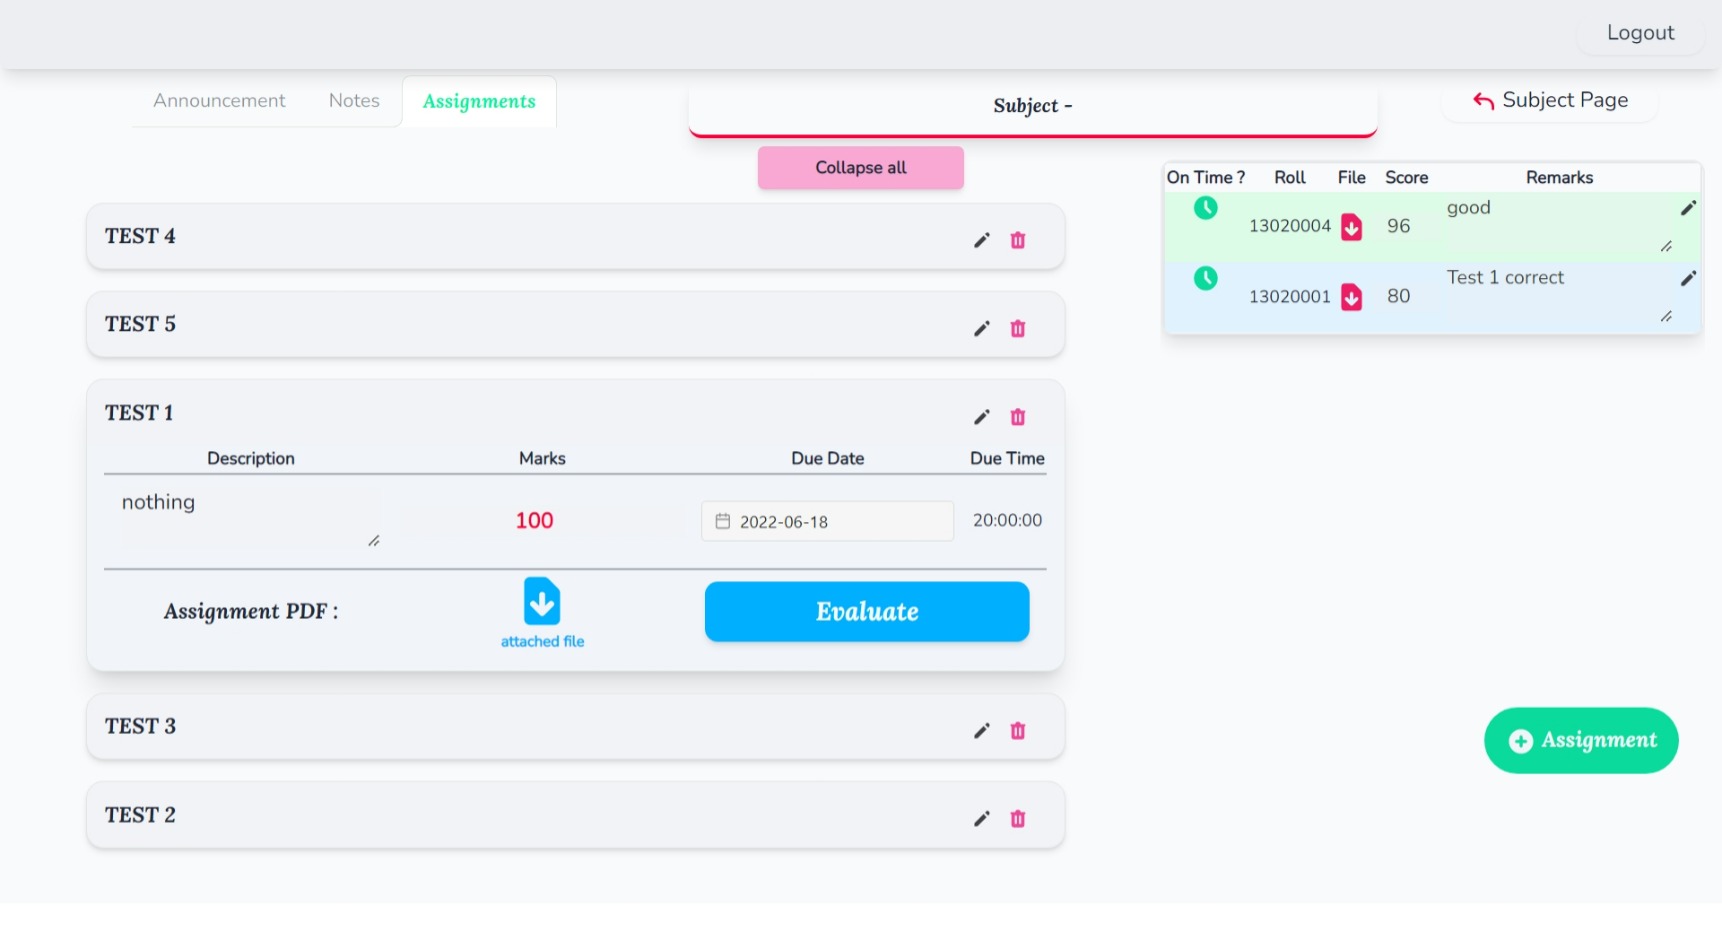 Logout
Announcement Notes Assignments
Subject -
Subject Page
Collapse all
On Time ? Roll File Score Remarks
13020004 96 good
13020001 80 Test 1 correct
TEST 4
TEST 5
TEST 1
Description Marks Due Date Due Time
nothing 100 2022-06-18 20:00:00
Assignment PDF :
attached file
Evaluate
TEST 3
Assignment
TEST 2